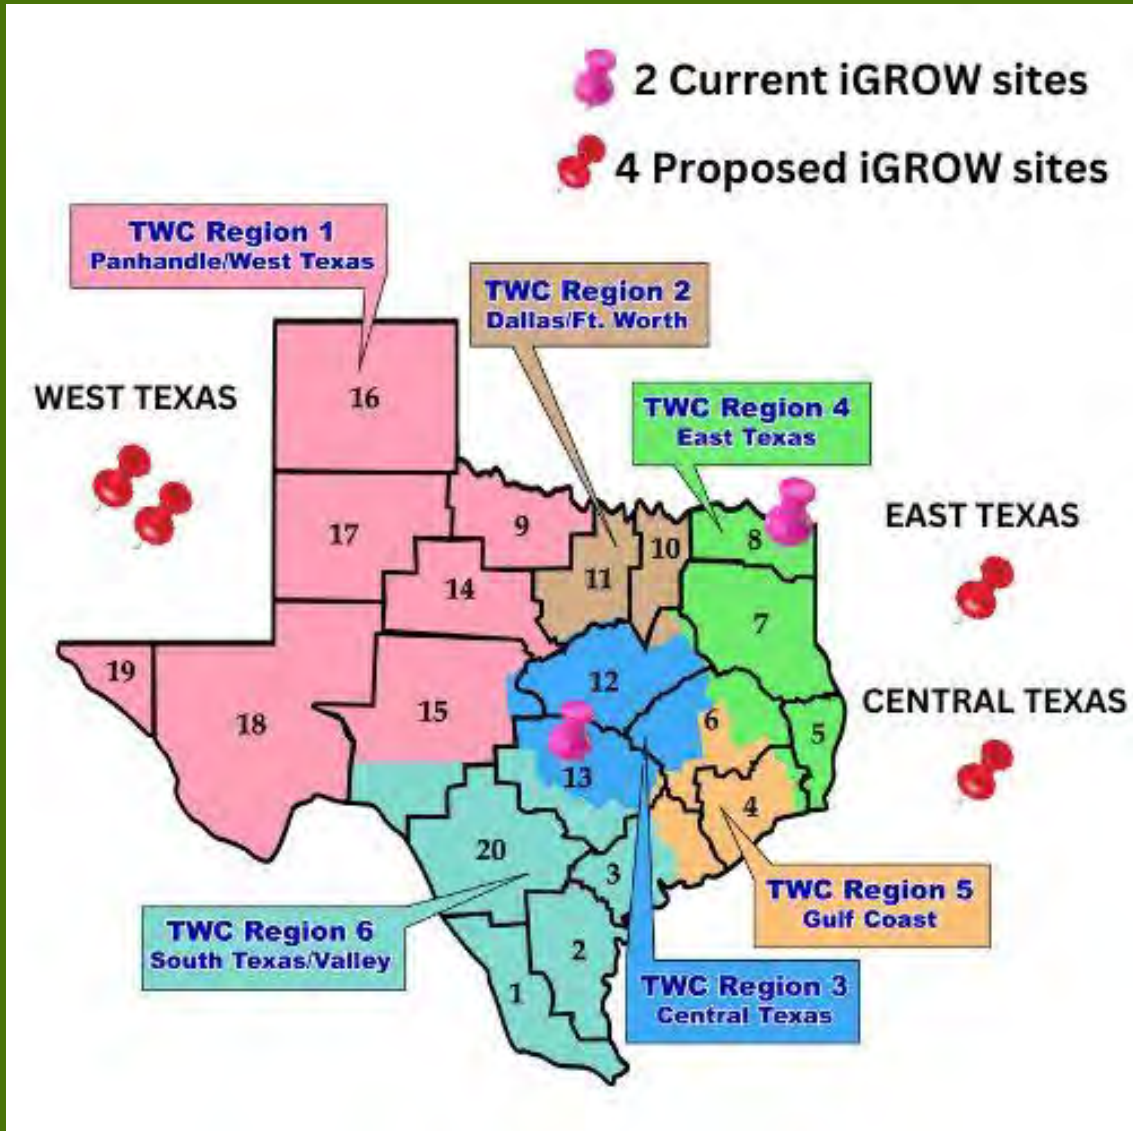 2 Current iGROW sites
4 Proposed iGROW sites
TWC Region 1
Panhandle/West Texas
TWC Region 2
Dallas/Ft. Worth
WEST TEXAS
16
TWC Region 4
East Texas
EAST TEXAS
17
9
10
8
11
14
7
19
12
CENTRAL TEXAS
18
15
6
5
13
4
20
3
TWC Region 5
Gulf Coast
TWC Region 6
South Texas/Valley
2
1
TWC Region 3
Central Texas